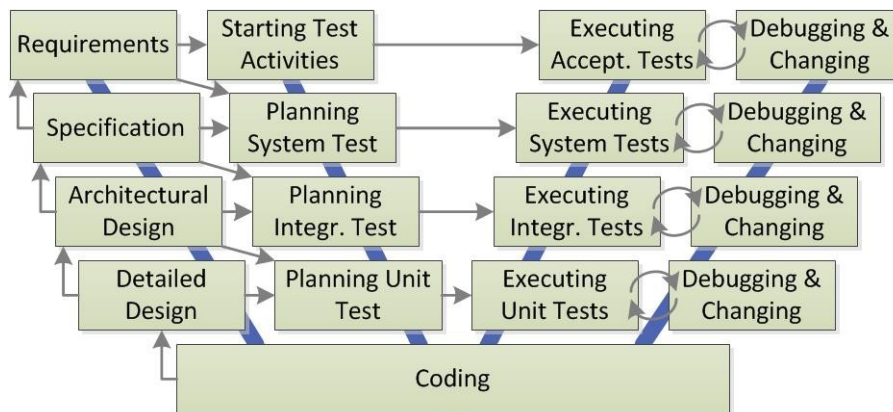 Requirements
Starting Test
Activities
Executing
Accept. Tests
Debugging &
Changing
Specification
Planning
System Test
Executing
System Tests
Debugging &
Changing
Architectural
Design
Planning
Integr. Test
Executing
Integr. Tests
Debugging &
Changing
Detailed
Design
Planning Unit
Test
Executing
Unit Tests
Debugging &
Changing
Coding